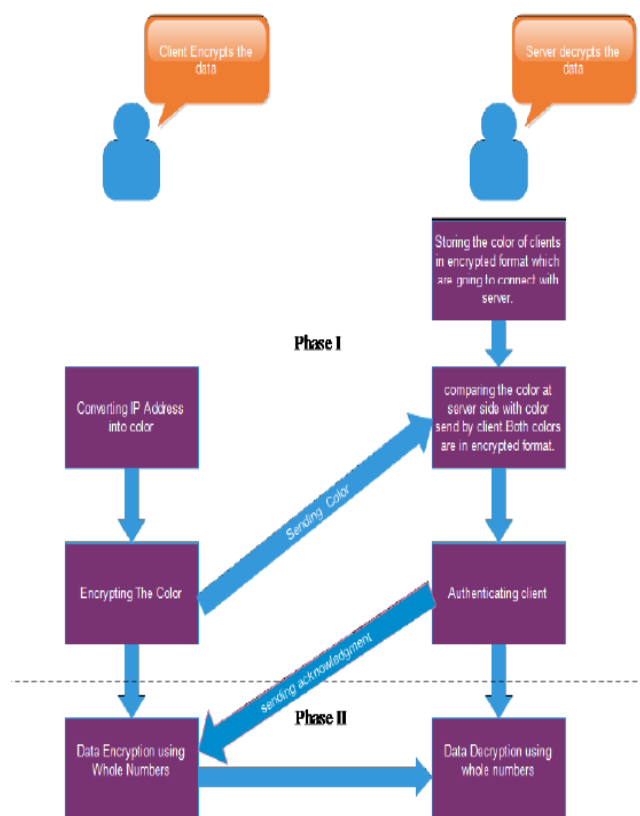 Client Encrypts the
data
Server decrypts the
data
Storing the color of clients
in encrypted format which
are going to connect with
server.
Phase I
Converting IP Address
into color
comparing the color at
server side with color
send by client.Both colors
are in encrypted format.
Sending Color
Encrypting The Color
Authenticating client
sending acknowledgment
Phase II
Data Encryption using
Whole Numbers
Data Decryption using
whole numbers